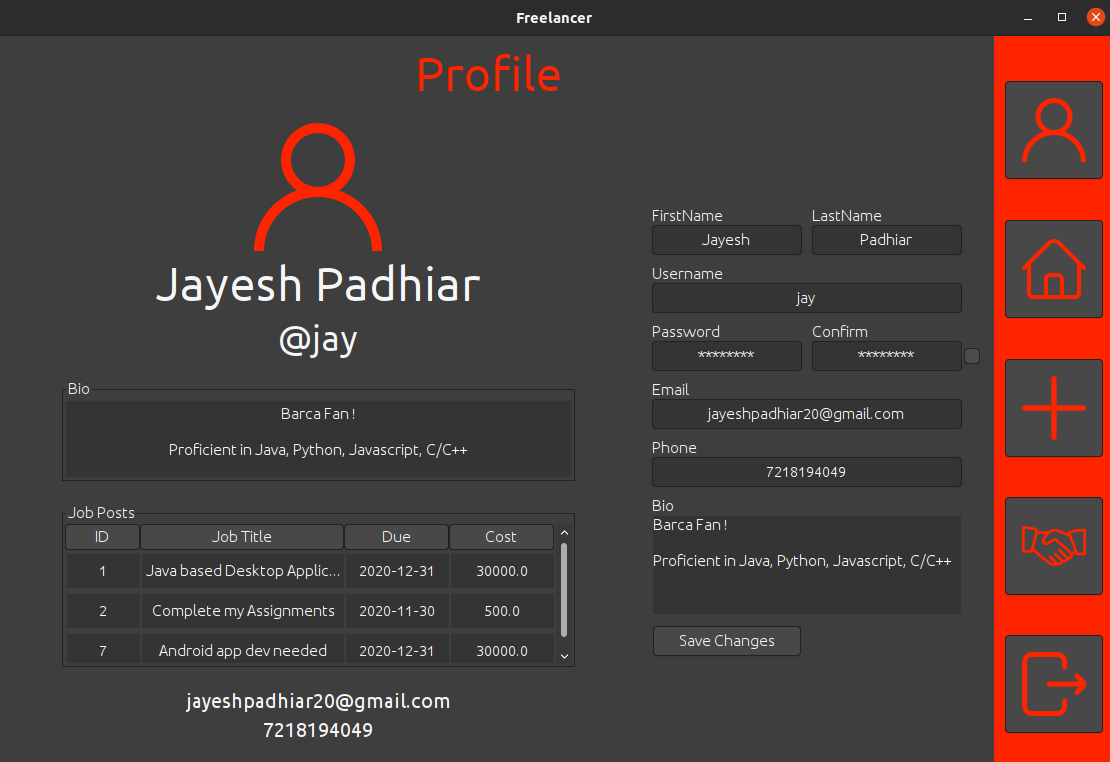 Freelancer
Profile
Jayesh Padhiar
@jay
Bio
Barca Fan !
Proficient in Java, Python, Javascript, C/C++
Job Posts
ID Job Title Due Cost
1 Java based Desktop Applic... 2020-12-31 30000.0
2 Complete my Assignments 2020-11-30 500.0
7 Android app dev needed 2020-12-31 30000.0
jayeshpadhiar20@gmail.com
7218194049
FirstName LastName
Jayesh Padhiar
Username
jay
Password Confirm
******** ********
Email
jayeshpadhiar20@gmail.com
Phone
7218194049
Bio
Barca Fan !
Proficient in Java, Python, Javascript, C/C++
Save Changes